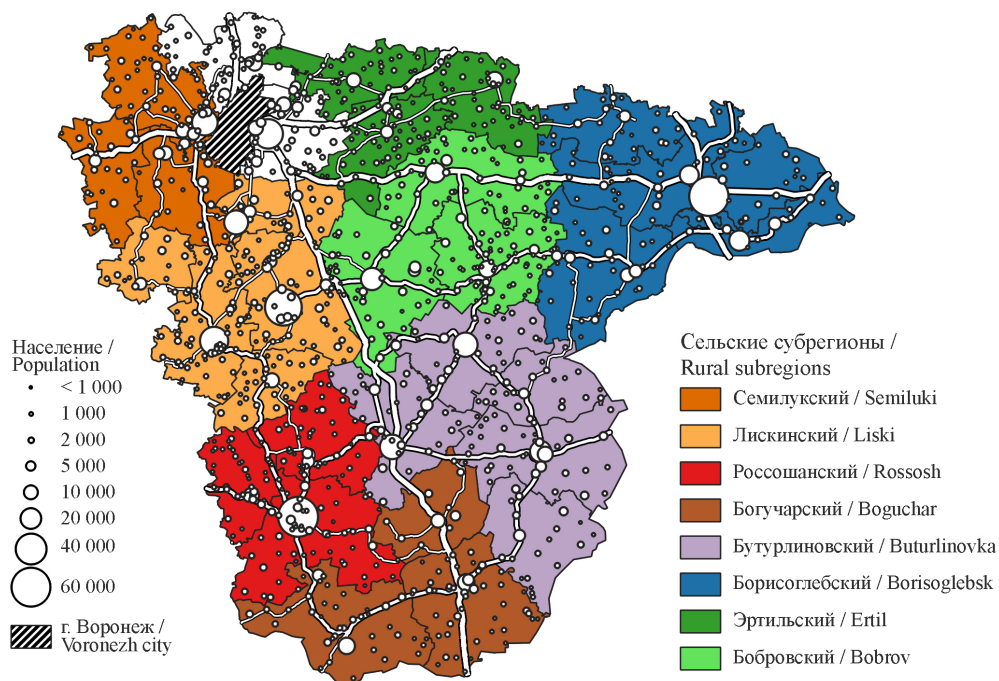 Население /
Population
< 1 000
1 000
2 000
5 000
10 000
20 000
40 000
60 000
г. Воронеж /
Voronezh city
Сельские субрегионы /
Rural subregions
Семилукский / Semiluki
Лискинский / Liski
Россошанский / Rossosh
Богучарский / Boguchar
Бутурлиновский / Buturlinovka
Борисоглебский / Borisoglebsk
Эртильский / Ertil
Бобровский / Bobrov